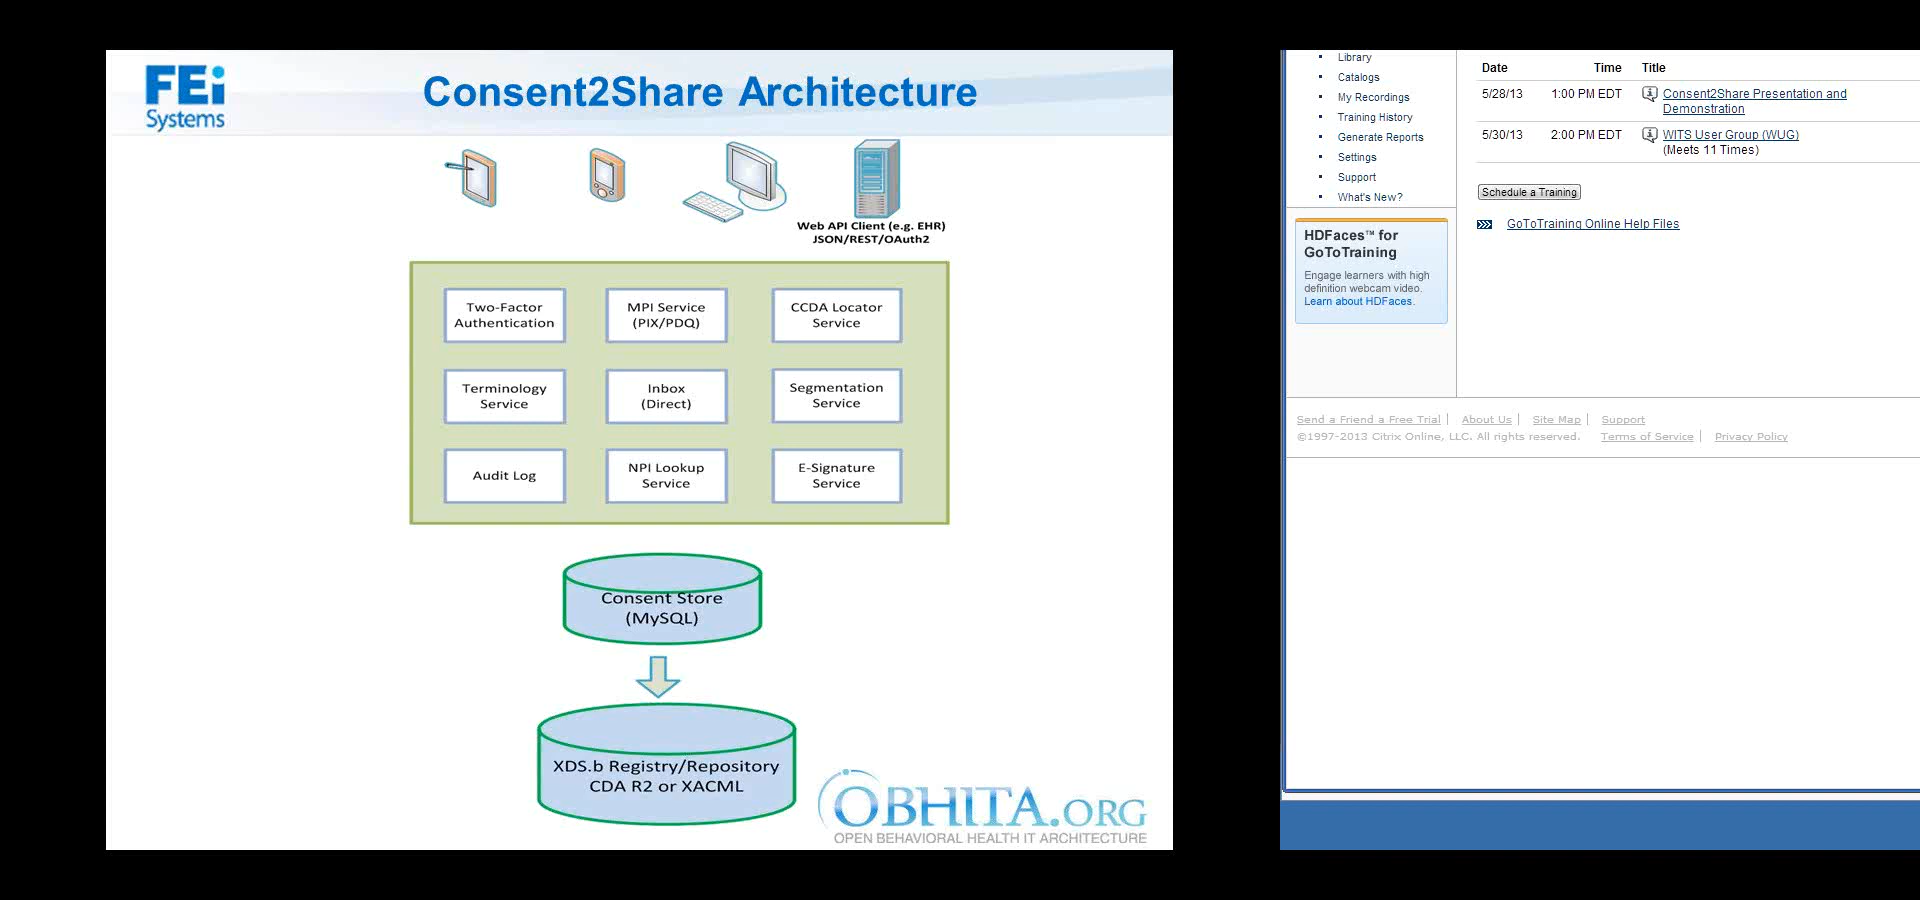 FEi
Systems
Consent2Share Architecture
Web API Client (e.g. EHR)
JSON/REST/OAuth2
Two-Factor
Authentication
MPI Service
(PIX/PDQ)
CCDA Locator
Service
Terminology
Service
Inbox
(Direct)
Segmentation
Service
Audit Log
NPI Lookup
Service
E-Signature
Service
Consent Store
(MySQL)
XDS.b Registry/Repository
CDA R2 or XACML
OBHITA.ORG
OPEN BEHAVIORAL HEALTH IT ARCHITECTURE
Library
Catalogs
My Recordings
Training History
Generate Reports
Settings
Support
What's New?
HDFaces™ for
GoToTraining
Engage learners with high
definition webcam video.
Learn about HDFaces.
Date Time Title
5/28/13 1:00 PM EDT Consent2Share Presentation and
Demonstration
5/30/13 2:00 PM EDT WITS User Group (WUG)
(Meets 11 Times)
Schedule a Training
GoToTraining Online Help Files
Send a Friend a Free Trial | About Us | Site Map | Support
©1997-2013 Citrix Online, LLC. All rights reserved. Terms of Service | Privacy Policy